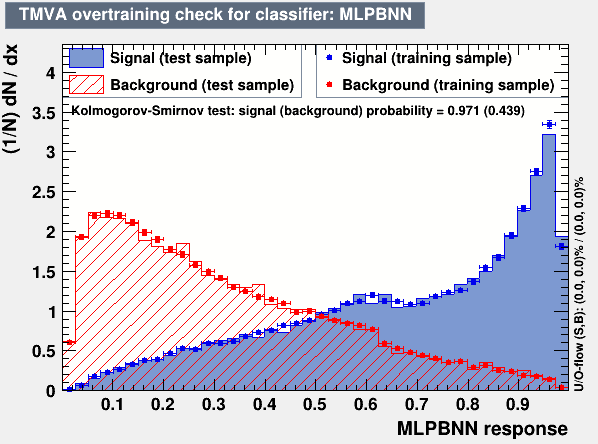 TMVA overtraining check for classifier: MLPBNN
Signal (test sample)
Signal (training sample)
Background (test sample)
Background (training sample)
Kolmogorov-Smirnov test: signal (background) probability = 0.971 (0.439)
(1/N) dN / dx
4
3.5
3
2.5
2
1.5
1
0.5
0
0.1 0.2 0.3 0.4 0.5 0.6 0.7 0.8 0.9
MLPBNN response
U/O-flow (S,B): (0.0, 0.0)% / (0.0, 0.0)%